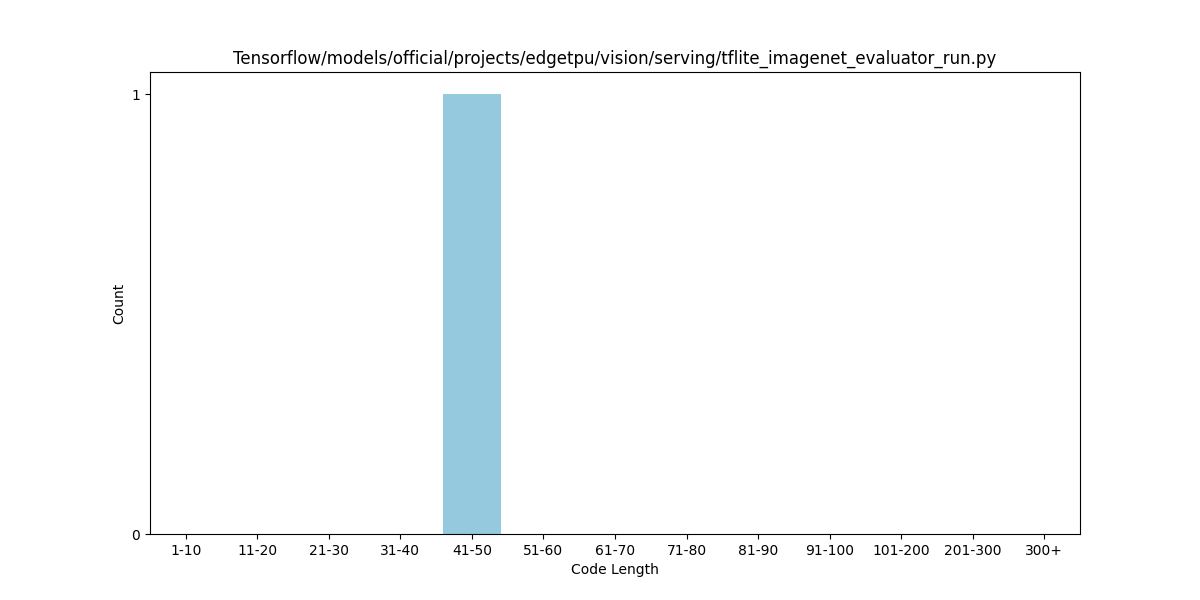 Tensorflow/models/official/projects/edgetpu/vision/serving/tflite_imagenet_evaluator_run.py
1
Count
0
1-10 11-20 21-30 31-40 41-50 51-60 61-70 71-80 81-90 91-100 101-200 201-300 300+
Code Length